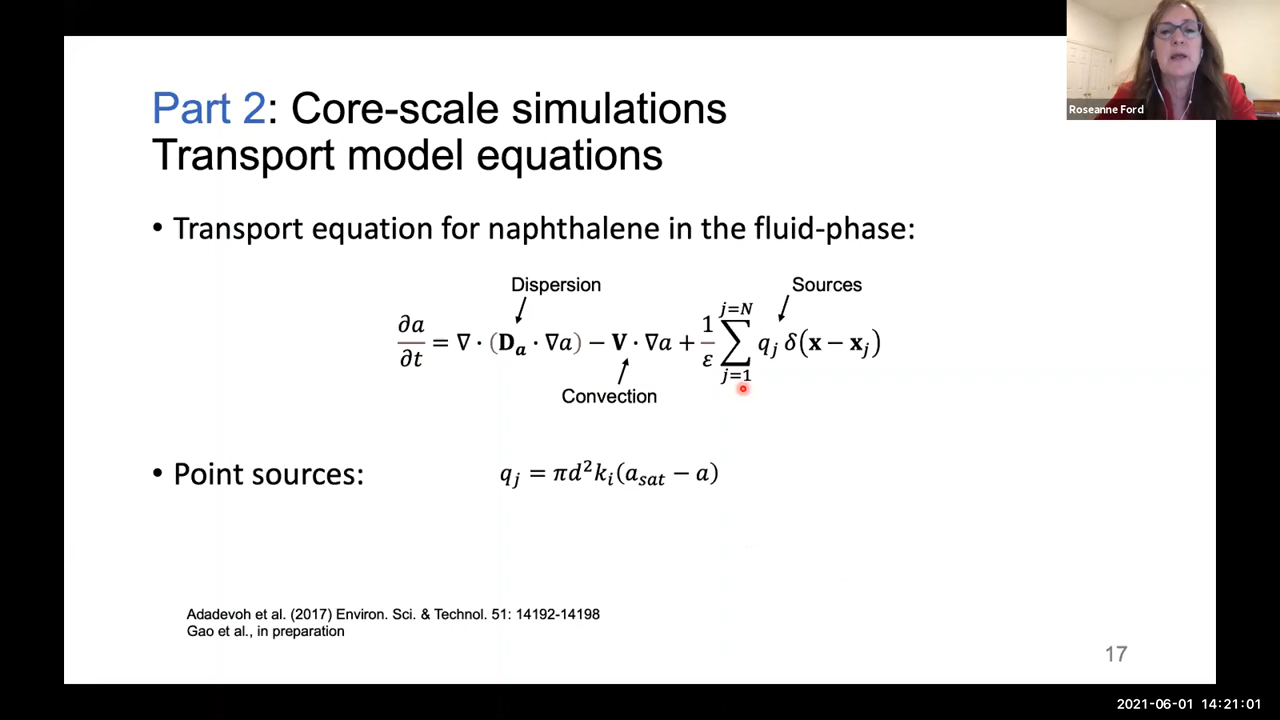 Roseanne Ford
Part 2: Core-scale simulations
Transport model equations
• Transport equation for naphthalene in the fluid-phase:
Dispersion
Sources
∂a/∂t = ∇ · (𝐃ₐ · ∇a) − 𝐕 · ∇a + 1/ε ∑_{j=1}^{j=N} q_j δ(𝐱 − 𝐱_j)
Convection
• Point sources: q_j = πd²k_i(a_sat − a)
Adadevoh et al. (2017) Environ. Sci. & Technol. 51: 14192-14198
Gao et al., in preparation
17
2021-06-01 14:21:01